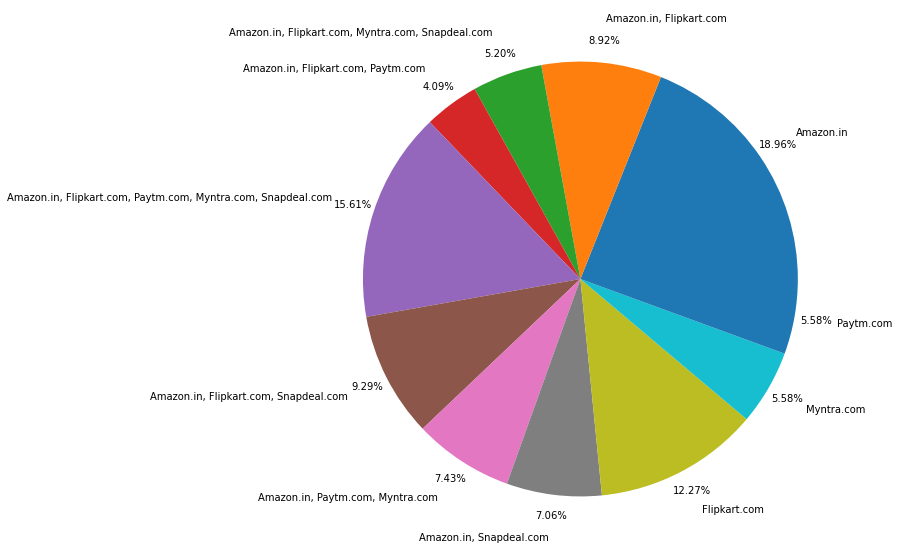 Amazon.in, Flipkart.com
8.92%
Amazon.in, Flipkart.com, Myntra.com, Snapdeal.com
5.20%
Amazon.in, Flipkart.com, Paytm.com
4.09%
Amazon.in
18.96%
Amazon.in, Flipkart.com, Paytm.com, Myntra.com, Snapdeal.com
15.61%
5.58%
Paytm.com
9.29%
Amazon.in, Flipkart.com, Snapdeal.com
5.58%
Myntra.com
7.43%
Amazon.in, Paytm.com, Myntra.com
12.27%
Flipkart.com
7.06%
Amazon.in, Snapdeal.com